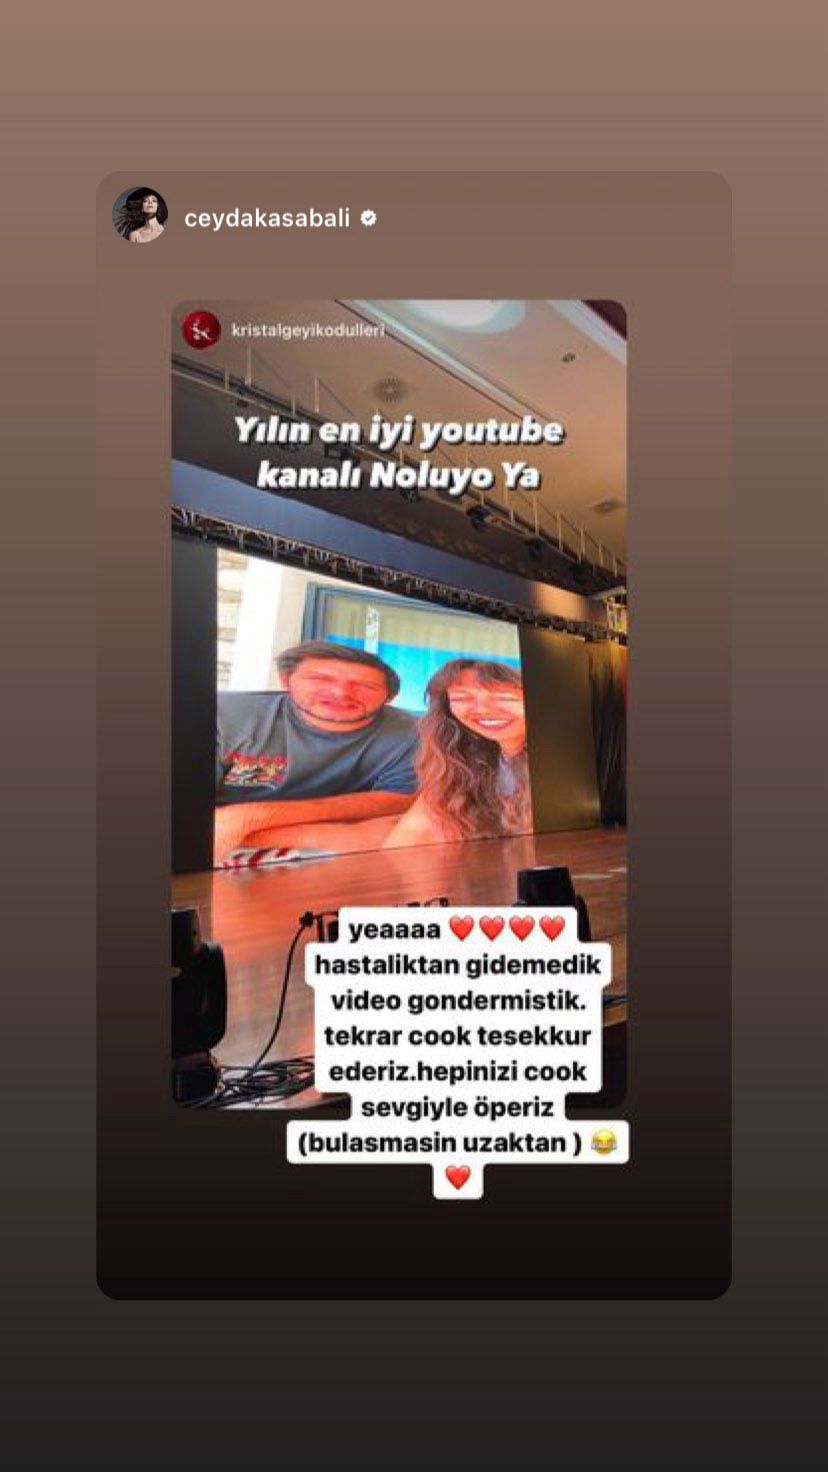 ceydakasabali
kristalgeyikodulleri
Yılın en iyi youtube
kanalı Noluyo Ya
yeaaaa ❤️❤️❤️❤️
hastaliktan gidemedik
video gondermistik.
tekrar cook tesekkur
ederiz.hepinizi cook
sevgiyle öperiz
(bulasmasin uzaktan ) 😂
❤️